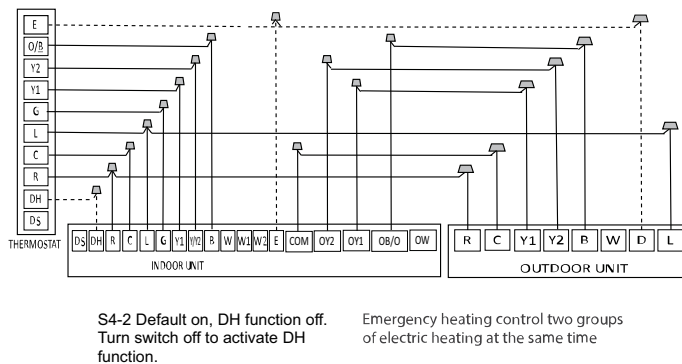 E
O/B
Y2
Y1
G
L
C
R
DH
DS
THERMOSTAT
DS DH R C L G Y1 Y/Y2 B W W1 W2 E COM OY2 OY1 OB/O OW
INDOOR UNIT
R C Y1 Y2 B W D L
OUTDOOR UNIT
S4-2 Default on, DH function off.
Turn switch off to activate DH
function.
Emergency heating control two groups
of electric heating at the same time